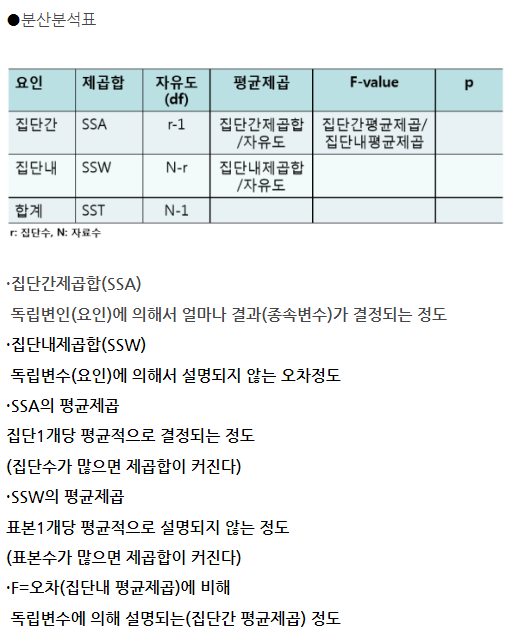 ●분산분석표
요인 제곱합 자유도 (df) 평균제곱 F-value p
집단간 SSA r-1 집단간제곱합 /자유도 집단간평균제곱/ 집단내평균제곱
집단내 SSW N-r 집단내제곱합 /자유도
합계 SST N-1
r: 집단수, N: 자료수
·집단간제곱합(SSA)
독립변인(요인)에 의해서 얼마나 결과(종속변수)가 결정되는 정도
·집단내제곱합(SSW)
독립변수(요인)에 의해서 설명되지 않는 오차정도
·SSA의 평균제곱
집단1개당 평균적으로 결정되는 정도
(집단수가 많으면 제곱합이 커진다)
·SSW의 평균제곱
표본1개당 평균적으로 설명되지 않는 정도
(표본수가 많으면 제곱합이 커진다)
·F=오차(집단내 평균제곱)에 비해
독립변수에 의해 설명되는(집단간 평균제곱) 정도